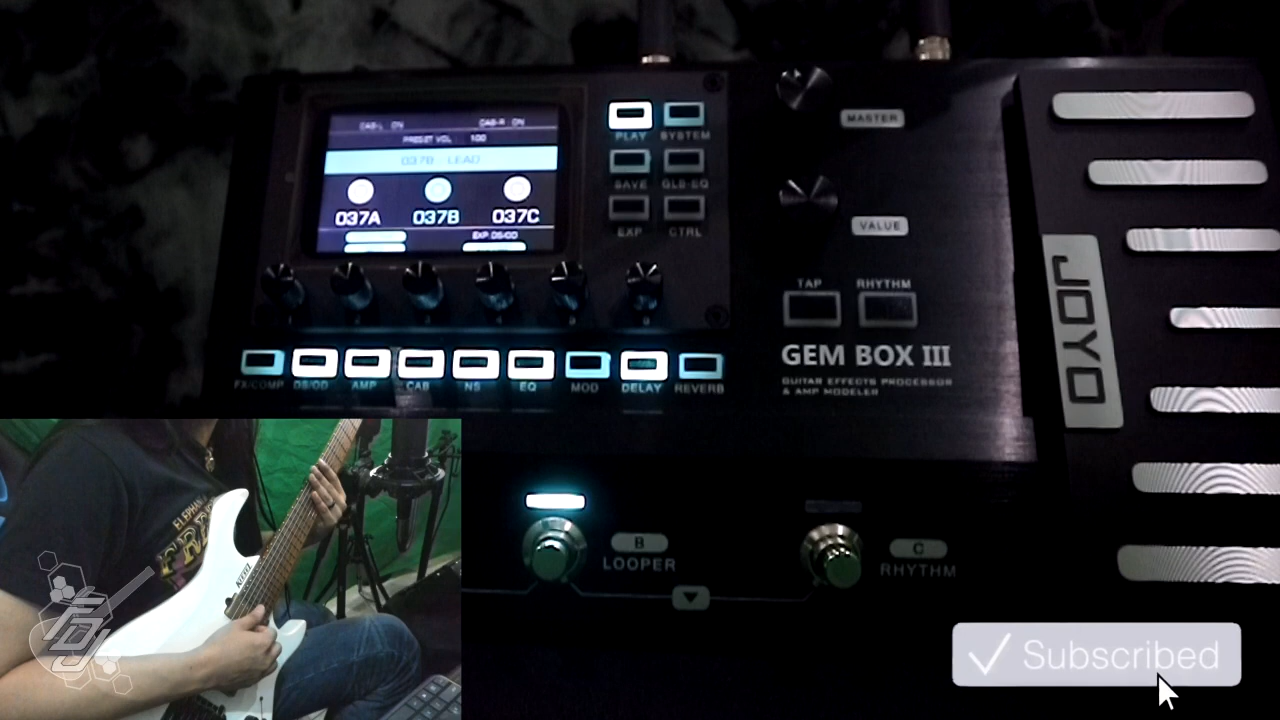 CAB-L ON CAB-R ON
PRESET VOL 100
037B LEAD
037A 037B 037C
EXP DS/OD
PLAY SYSTEM
SAVE GLB-EQ
EXP CTRL
MASTER
VALUE
TAP RHYTHM
FX/COMP DS/OD AMP CAB NS EQ MOD DELAY REVERB
GEM BOX III
GUITAR EFFECTS PROCESSOR
& AMP MODELER
JOYO
B
LOOPER
C
RHYTHM
FDJ
Subscribed